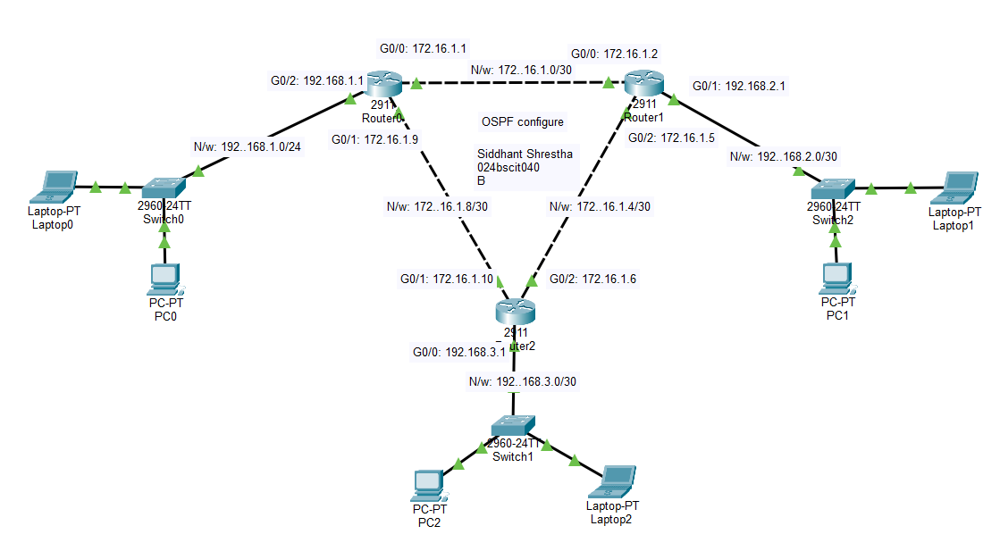 G0/0: 172.16.1.1
G0/0: 172.16.1.2
N/w: 172..16.1.0/30
G0/2: 192.168.1.1
G0/1: 192.168.2.1
2911
Router0
2911
Router1
OSPF configure
G0/1: 172.16.1.9
G0/2: 172.16.1.5
N/w: 192..168.1.0/24
Siddhant Shrestha
024bscit040
B
N/w: 192..168.2.0/30
Laptop-PT
Laptop0
2960-24TT
Switch0
N/w: 172..16.1.8/30
N/w: 172..16.1.4/30
2960-24TT
Switch2
Laptop-PT
Laptop1
G0/1: 172.16.1.10
G0/2: 172.16.1.6
PC-PT
PC0
PC-PT
PC1
2911
G0/0: 192.168.3.1
N/w: 192..168.3.0/30
2960-24TT
Switch1
PC-PT
PC2
Laptop-PT
Laptop2